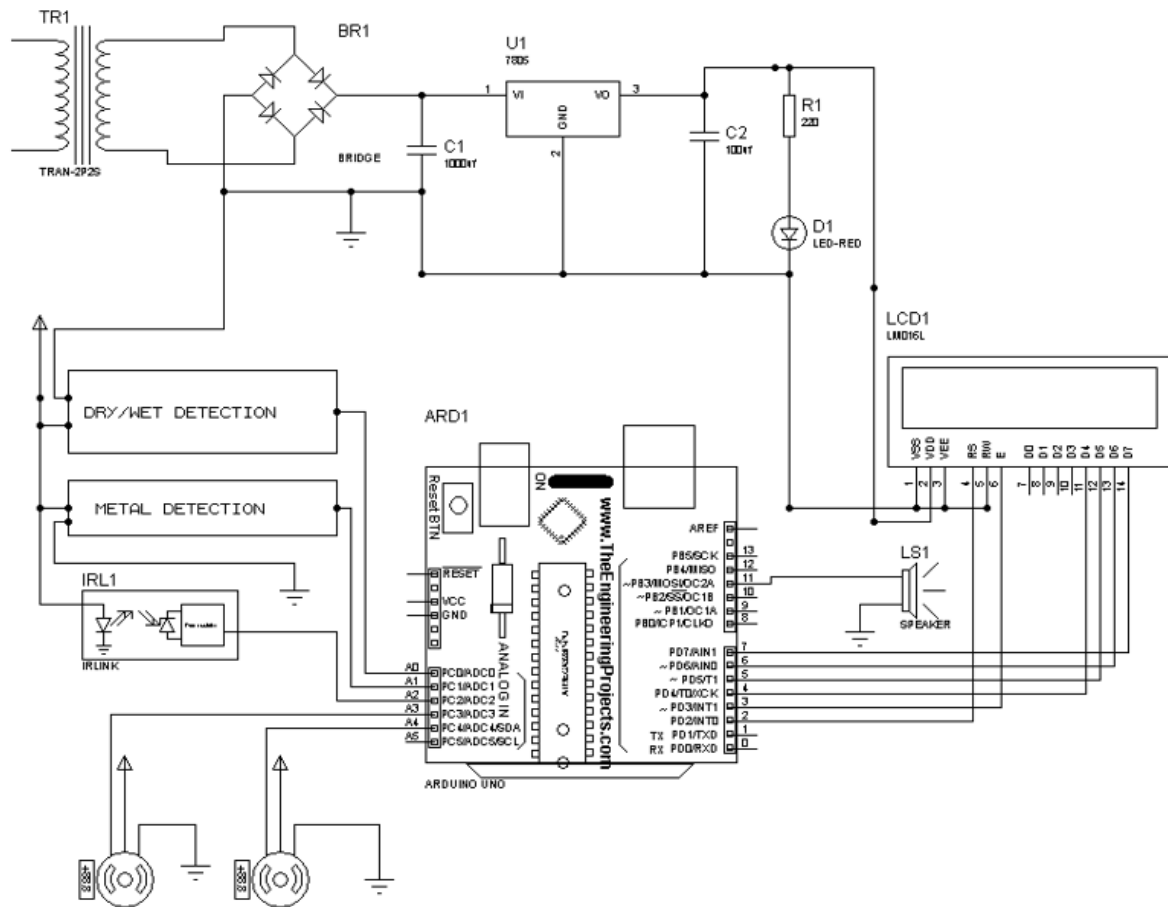 TR1
TRAN-2P2S
BR1
BRIDGE
C1
U1
7805
1
VI
VO
3
GND
2
C2
R1
220
D1
LED-RED
LCD1
LM016L
VSS
VDD
VEE
RS
RW
E
D0
D1
D2
D3
D4
D5
D6
D7
1
2
3
4
5
6
7
8
9
10
11
12
13
14
DRY/WET DETECTION
METAL DETECTION
IRL1
IRLINK
ARD1
Reset BTN
ON
www.TheEngineeringProjects.com
ANALOG IN
RESET
VCC
GND
A0 PC0/ADC0
A1 PC1/ADC1
A2 PC2/ADC2
A3 PC3/ADC3
A4 PC4/ADC4/SDA
A5 PC5/ADC5/SCL
AREF
PB5/SCK 13
PB4/MISO 12
~PB3/MOSI/OC2A 11
~PB2/SS/OC1B 10
~PB1/OC1A 9
PB0/ICP1/CLKO 8
PD7/AIN1 7
~PD6/AIN0 6
~PD5/T1 5
PD4/T0/XCK 4
~PD3/INT1 3
PD2/INT0 2
TX PD1/TXD 1
RX PD0/RXD 0
ARDUINO UNO
LS1
SPEAKER
+88.8
+88.8